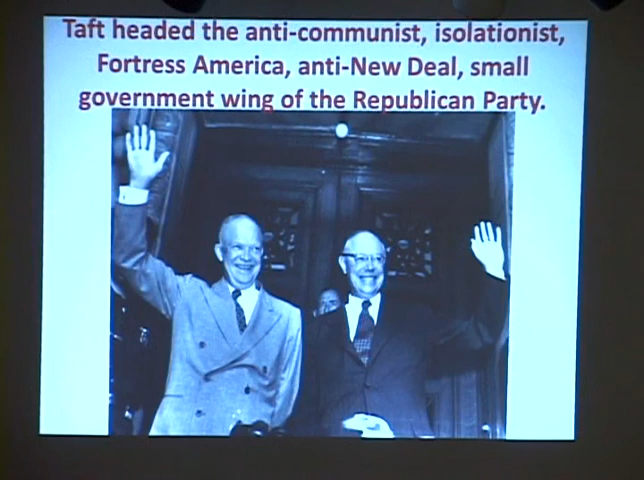 Taft headed the anti-communist, isolationist,
Fortress America, anti-New Deal, small
government wing of the Republican Party.